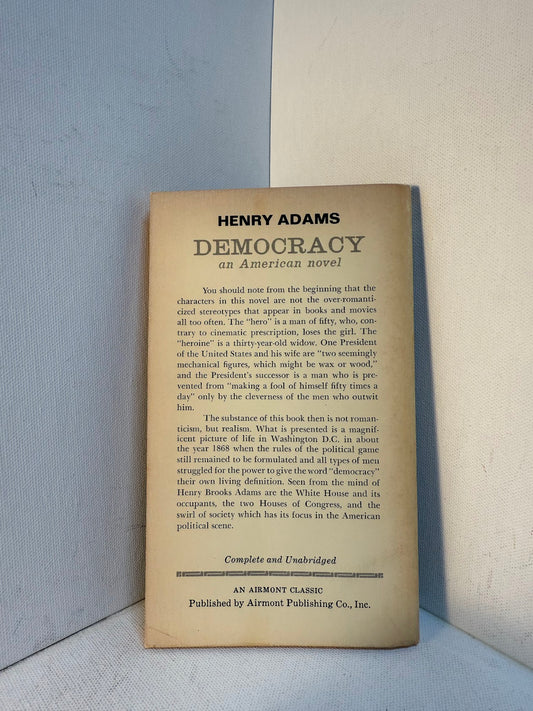 HENRY ADAMS
DEMOCRACY
an American novel
You should note from the beginning that the
characters in this novel are not the over-romanti-
cized stereotypes that appear in books and movies
all too often. The "hero" is a man of fifty, who, con-
trary to cinematic prescription, loses the girl. The
"heroine" is a thirty-year-old widow. One President
of the United States and his wife are "two seemingly
mechanical figures, which might be wax or wood,"
and the President's successor is a man who is pre-
vented from "making a fool of himself fifty times a
day" only by the cleverness of the men who outwit
him.
The substance of this book then is not roman-
ticism, but realism. What is presented is a magnif-
icent picture of life in Washington D.C. in about
the year 1868 when the rules of the political game
still remained to be formulated and all types of men
struggled for the power to give the word "democracy"
their own living definition. Seen from the mind of
Henry Brooks Adams are the White House and its
occupants, the two Houses of Congress, and the
swirl of society which has its focus in the American
political scene.
Complete and Unabridged
AN AIRMONT CLASSIC
Published by Airmont Publishing Co., Inc.